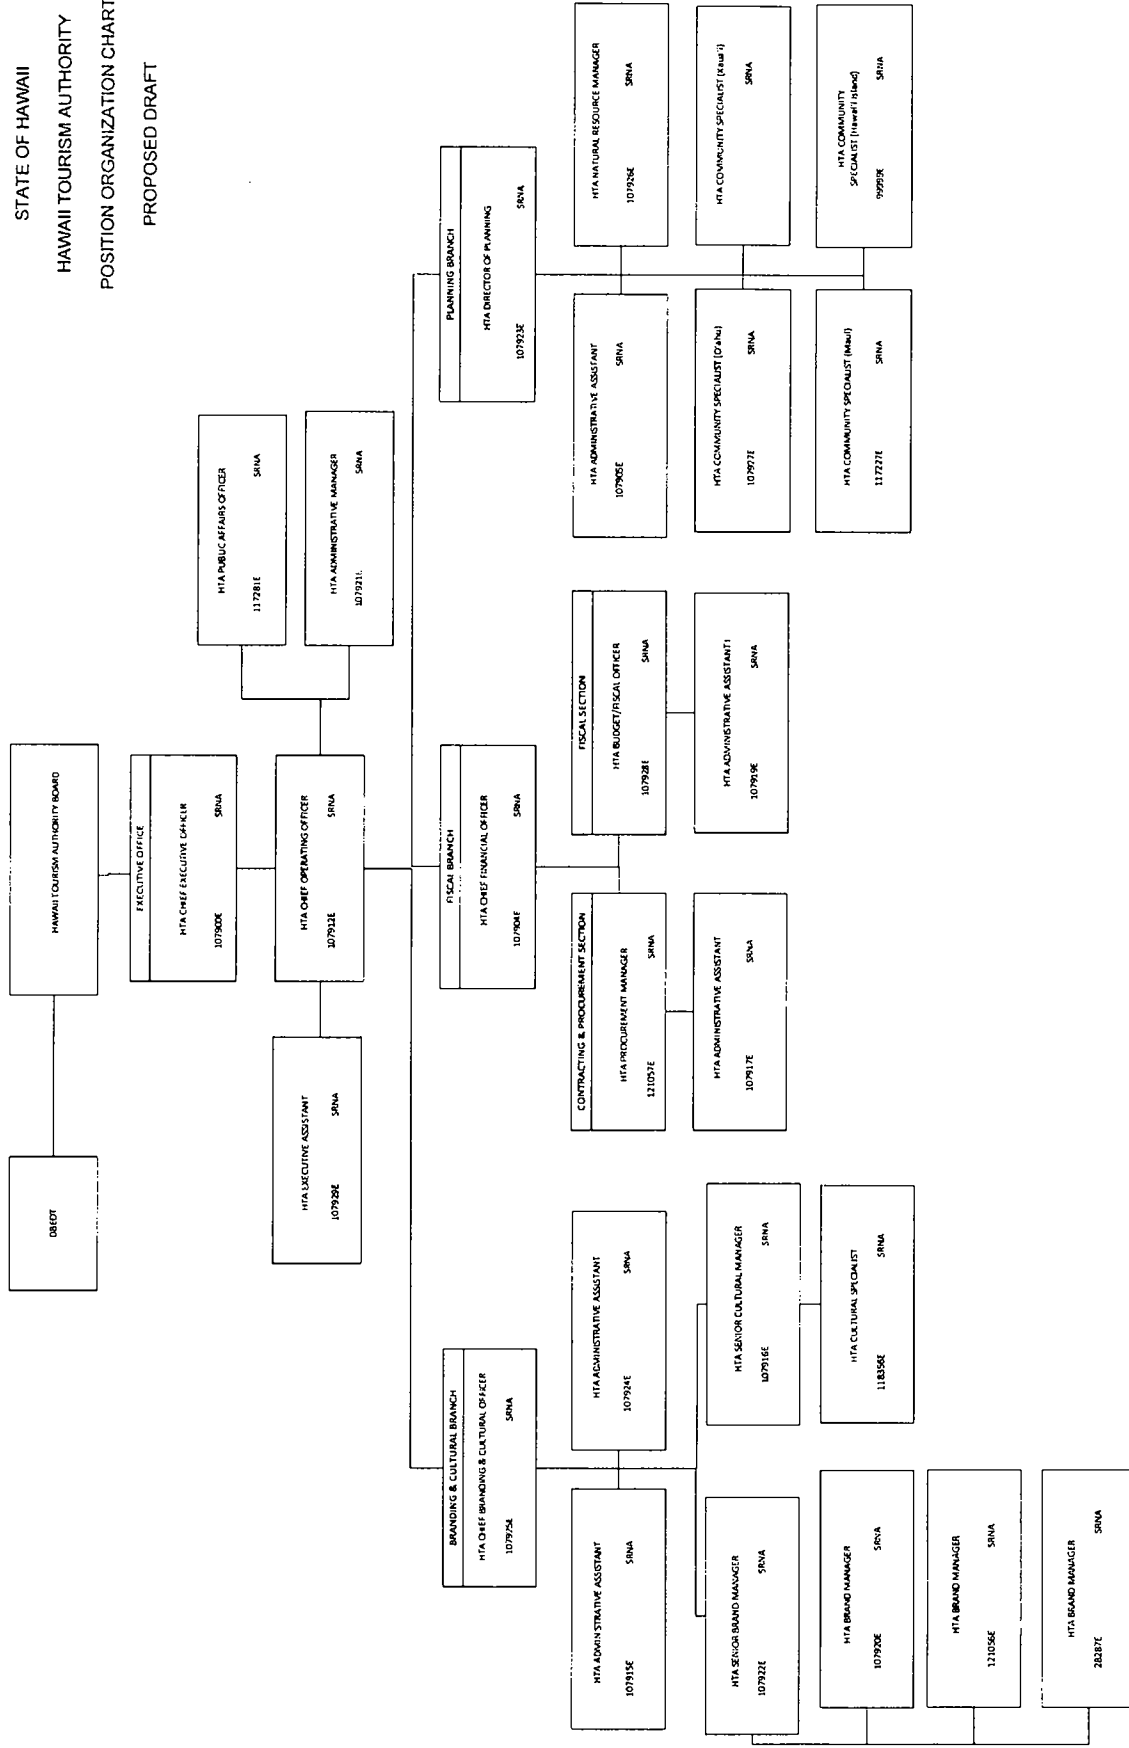 STATE OF HAWAII
HAWAII TOURISM AUTHORITY
POSITION ORGANIZATION CHART
PROPOSED DRAFT
DBEDT
HAWAII TOURISM AUTHORITY BOARD
EXECUTIVE OFFICE
HTA CHIEF EXECUTIVE OFFICER
107900E SRNA
HTA EXECUTIVE ASSISTANT
107929E SRNA
HTA CHIEF OPERATING OFFICER
107912E SRNA
HTA PUBLIC AFFAIRS OFFICER
117281E SRNA
HTA ADMINISTRATIVE MANAGER
SRNA
BRANDING & CULTURAL BRANCH
HTA CHIEF BRANDING & CULTURAL OFFICER
SRNA
HTA ADMINISTRATIVE ASSISTANT
107915E SRNA
HTA ADMINISTRATIVE ASSISTANT
107924E SRNA
HTA SENIOR BRAND MANAGER
107922E SRNA
HTA SENIOR CULTURAL MANAGER
107916E SRNA
HTA BRAND MANAGER
107920E SRNA
HTA CULTURAL SPECIALIST
118356E SRNA
HTA BRAND MANAGER
121056E SRNA
HTA BRAND MANAGER
28287E SRNA
FISCAL BRANCH
HTA CHIEF FINANCIAL OFFICER
107904E SRNA
CONTRACTING & PROCUREMENT SECTION
HTA PROCUREMENT MANAGER
121057E SRNA
HTA ADMINISTRATIVE ASSISTANT
107917E SRNA
FISCAL SECTION
HTA BUDGET/FISCAL OFFICER
107928E SRNA
HTA ADMINISTRATIVE ASSISTANT I
107919E SRNA
PLANNING BRANCH
HTA DIRECTOR OF PLANNING
107923E SRNA
HTA ADMINISTRATIVE ASSISTANT
107905E SRNA
HTA NATURAL RESOURCE MANAGER
107926E SRNA
HTA COMMUNITY SPECIALIST (O'ahu)
107927E SRNA
HTA COMMUNITY SPECIALIST (Kaua'i)
SRNA
HTA COMMUNITY SPECIALIST (Maui)
117227E SRNA
HTA COMMUNITY
SPECIALIST (Hawai'i Island)
SRNA